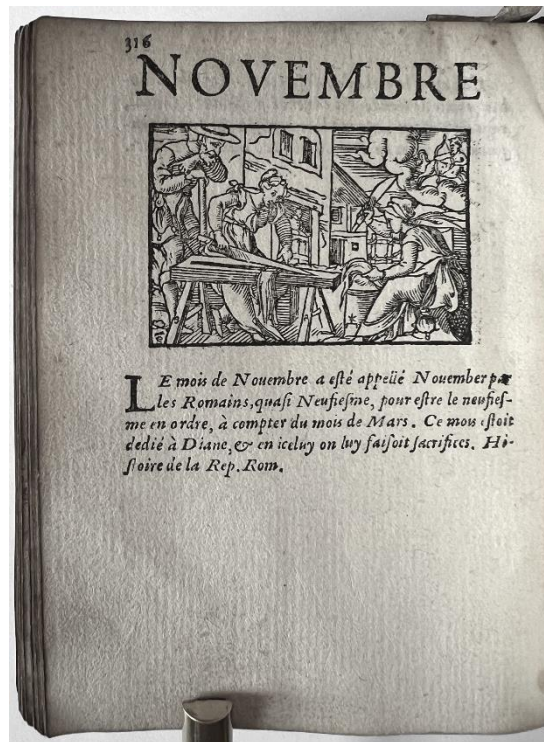 316
NOVEMBRE
LE mois de Nouembre a esté appellé Nouember par
les Romains, quasi Neufiesme, pour estre le neufies-
me en ordre, à compter du mois de Mars. Ce mois estoit
dedié à Diane, & en iceluy on luy faisoit sacrifices. Hi-
stoire de la Rep. Rom.